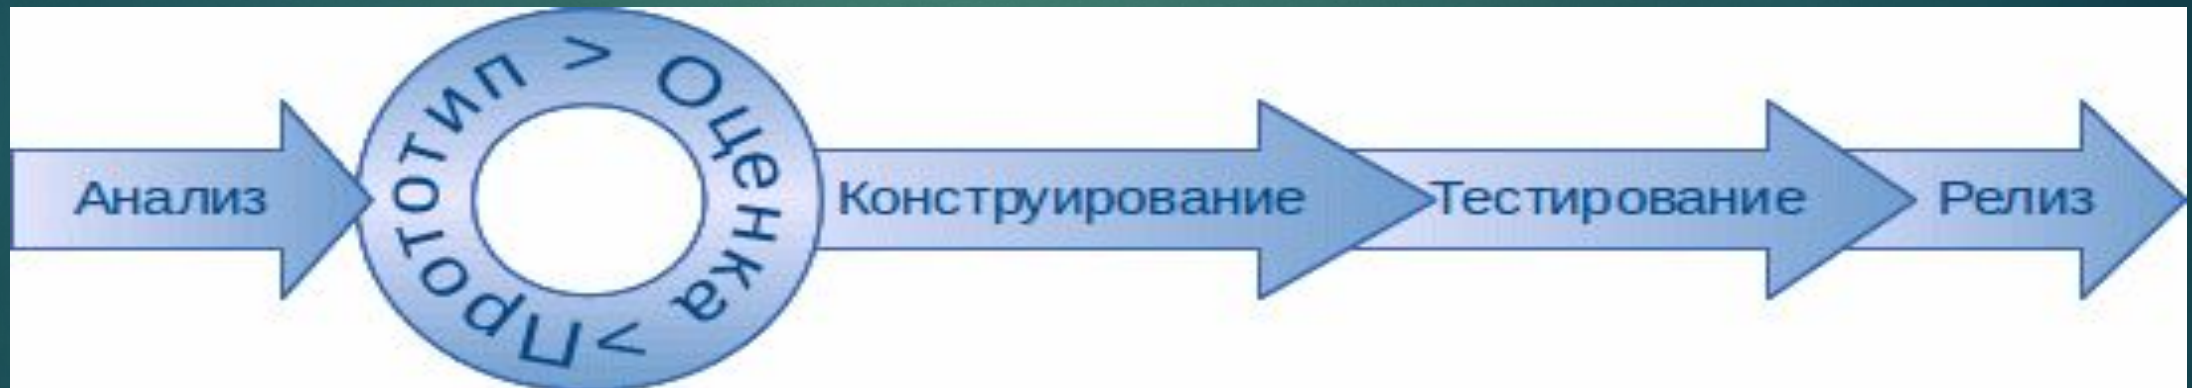 Анализ
Прототип > Оценка >
Конструирование
Тестирование
Релиз